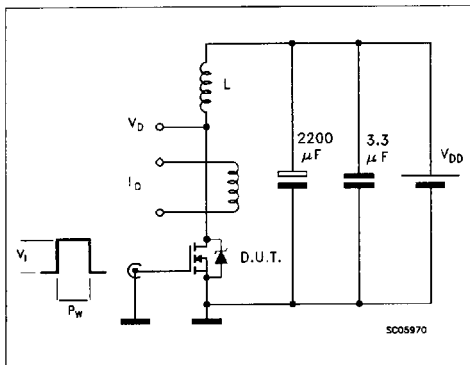 L
V_D
2200
μF
3.3
μF
V_DD
I_D
D.U.T.
V_i
P_W
SC05970